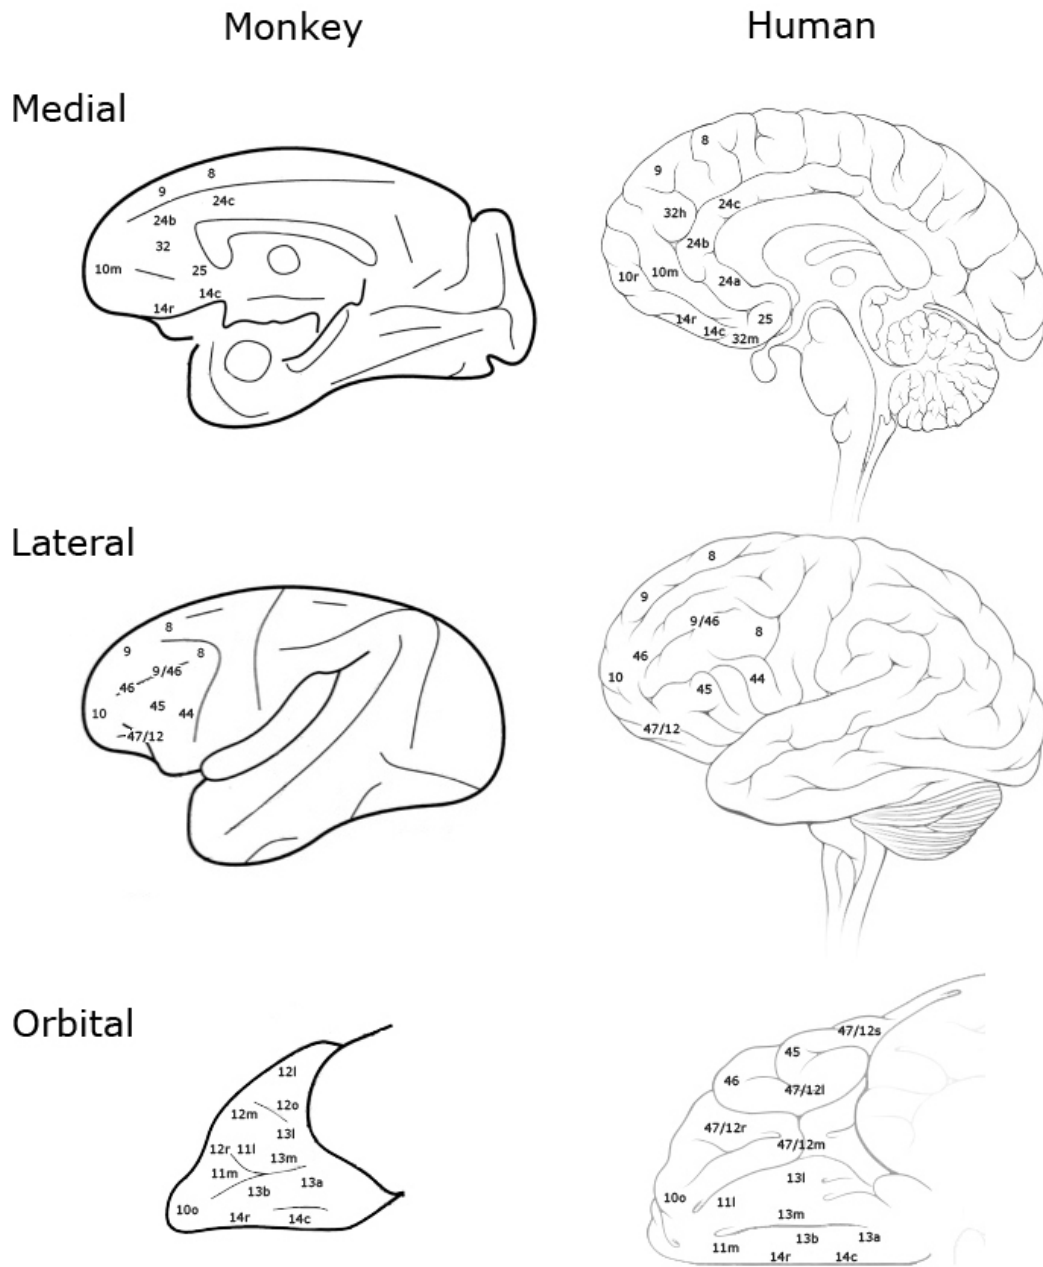 Monkey
Human
Medial
8
9
24c
24b
32
10m
25
14c
14r
8
9
24c
32h
24b
10m
10r
24a
14r
25
14c
32m
Lateral
8
9
8
9/46
46
45
10
44
47/12
8
9
9/46
8
46
10
45
44
47/12
Orbital
12l
12o
12m
13l
12r 11l
13m
11m
13a
13b
10o
14r
14c
47/12s
45
46
47/12l
47/12r
47/12m
13l
10o
11l
13m
13b
13a
11m
14r
14c